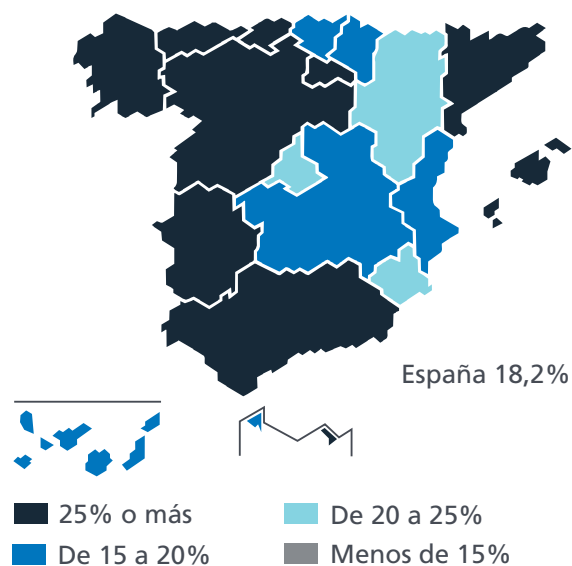 España 18,2%
25% o más
De 20 a 25%
De 15 a 20%
Menos de 15%